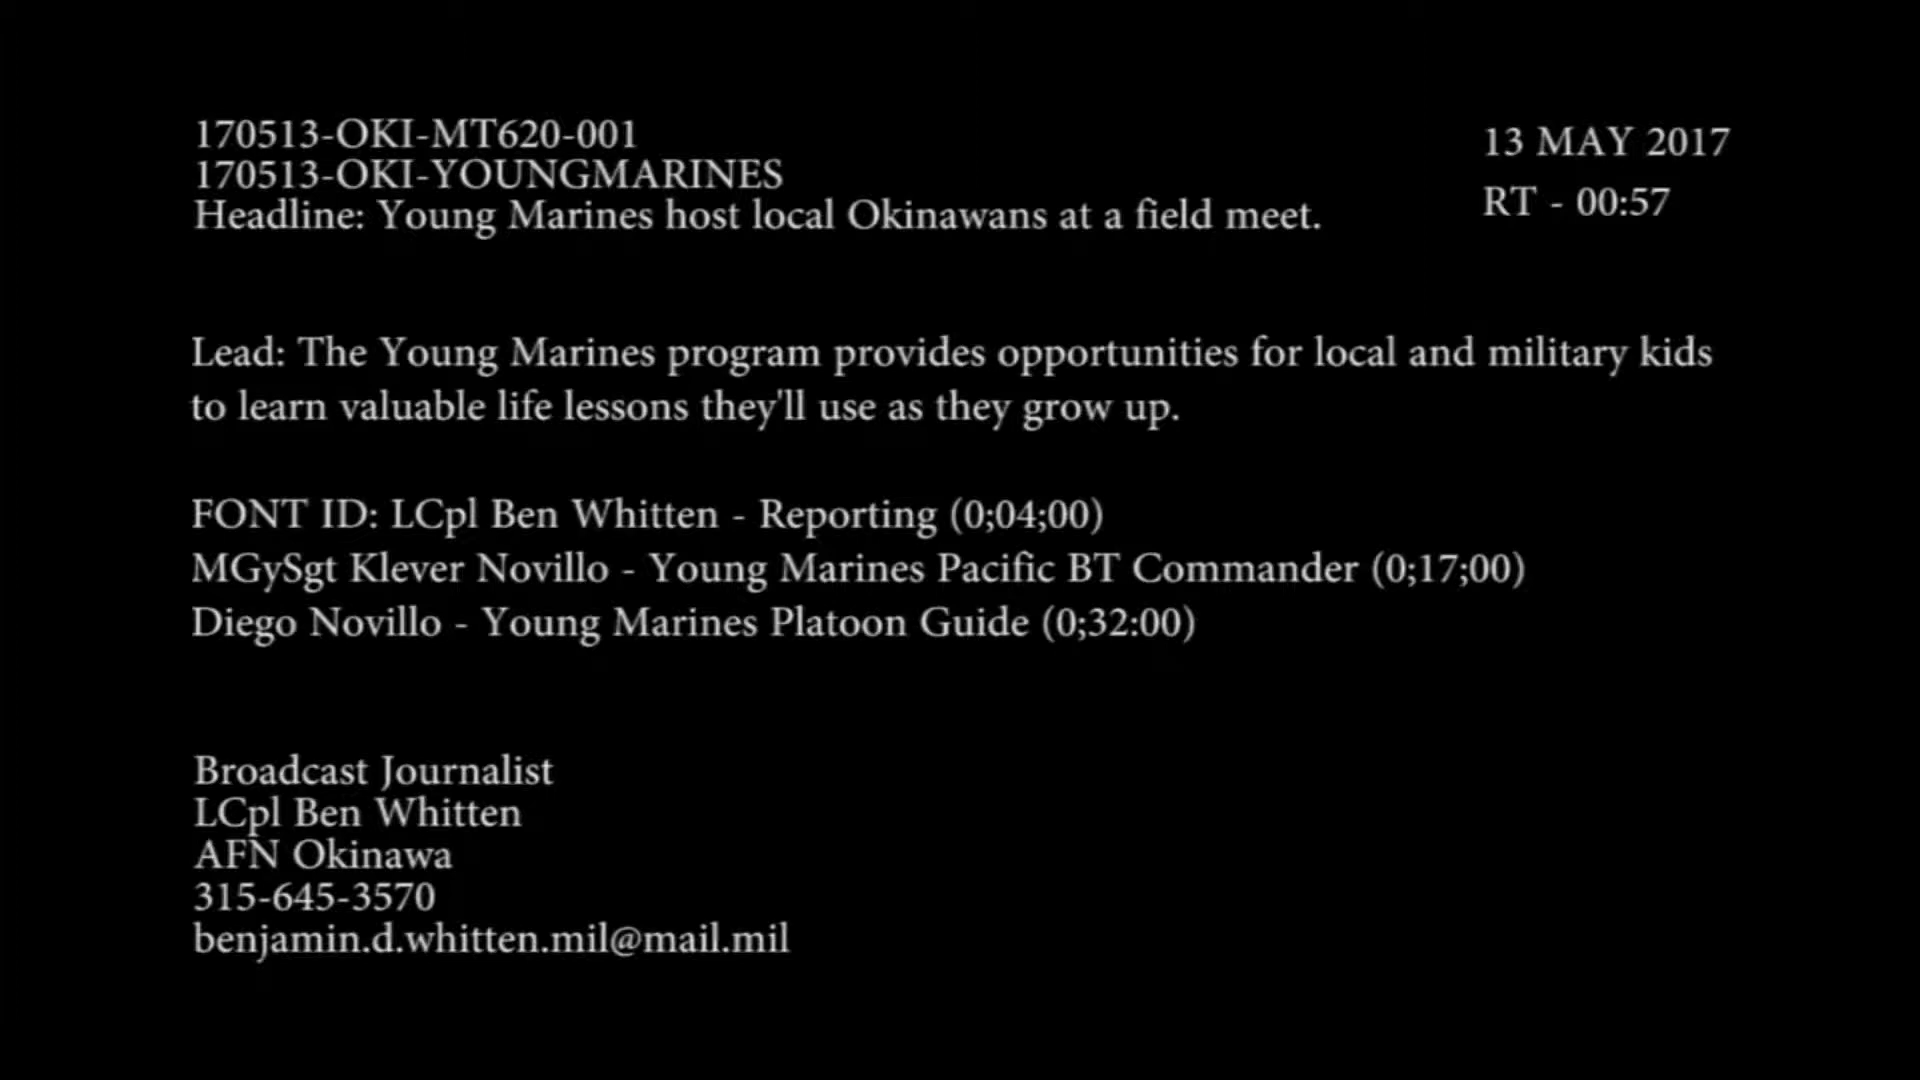 170513-OKI-MT620-001
170513-OKI-YOUNGMARINES
Headline: Young Marines host local Okinawans at a field meet.
13 MAY 2017
RT - 00:57
Lead: The Young Marines program provides opportunities for local and military kids
to learn valuable life lessons they'll use as they grow up.
FONT ID: LCpl Ben Whitten - Reporting (0;04;00)
MGySgt Klever Novillo - Young Marines Pacific BT Commander (0;17;00)
Diego Novillo - Young Marines Platoon Guide (0;32:00)
Broadcast Journalist
LCpl Ben Whitten
AFN Okinawa
315-645-3570
benjamin.d.whitten.mil@mail.mil